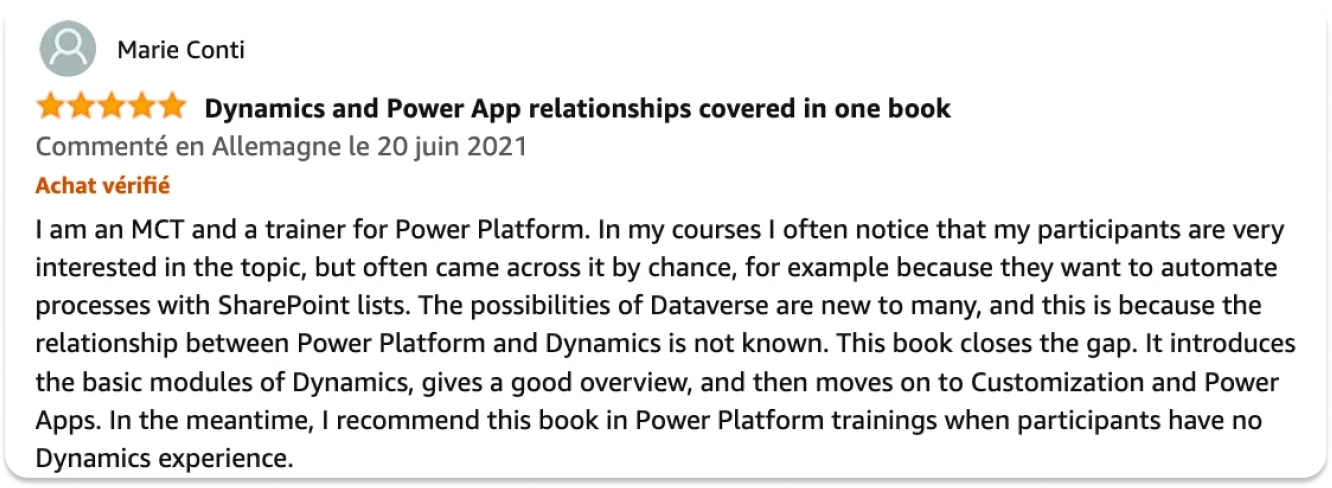 Marie Conti
Dynamics and Power App relationships covered in one book
Commenté en Allemagne le 20 juin 2021
Achat vérifié
I am an MCT and a trainer for Power Platform. In my courses I often notice that my participants are very
interested in the topic, but often came across it by chance, for example because they want to automate
processes with SharePoint lists. The possibilities of Dataverse are new to many, and this is because the
relationship between Power Platform and Dynamics is not known. This book closes the gap. It introduces
the basic modules of Dynamics, gives a good overview, and then moves on to Customization and Power
Apps. In the meantime, I recommend this book in Power Platform trainings when participants have no
Dynamics experience.